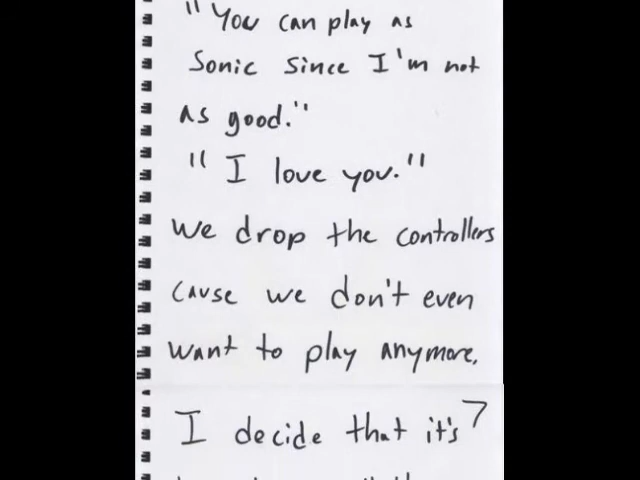 "You can play as
Sonic since I'm not
as good."
"I love you."
We drop the controllers
cause we don't even
want to play anymore.
I decide that it's 7